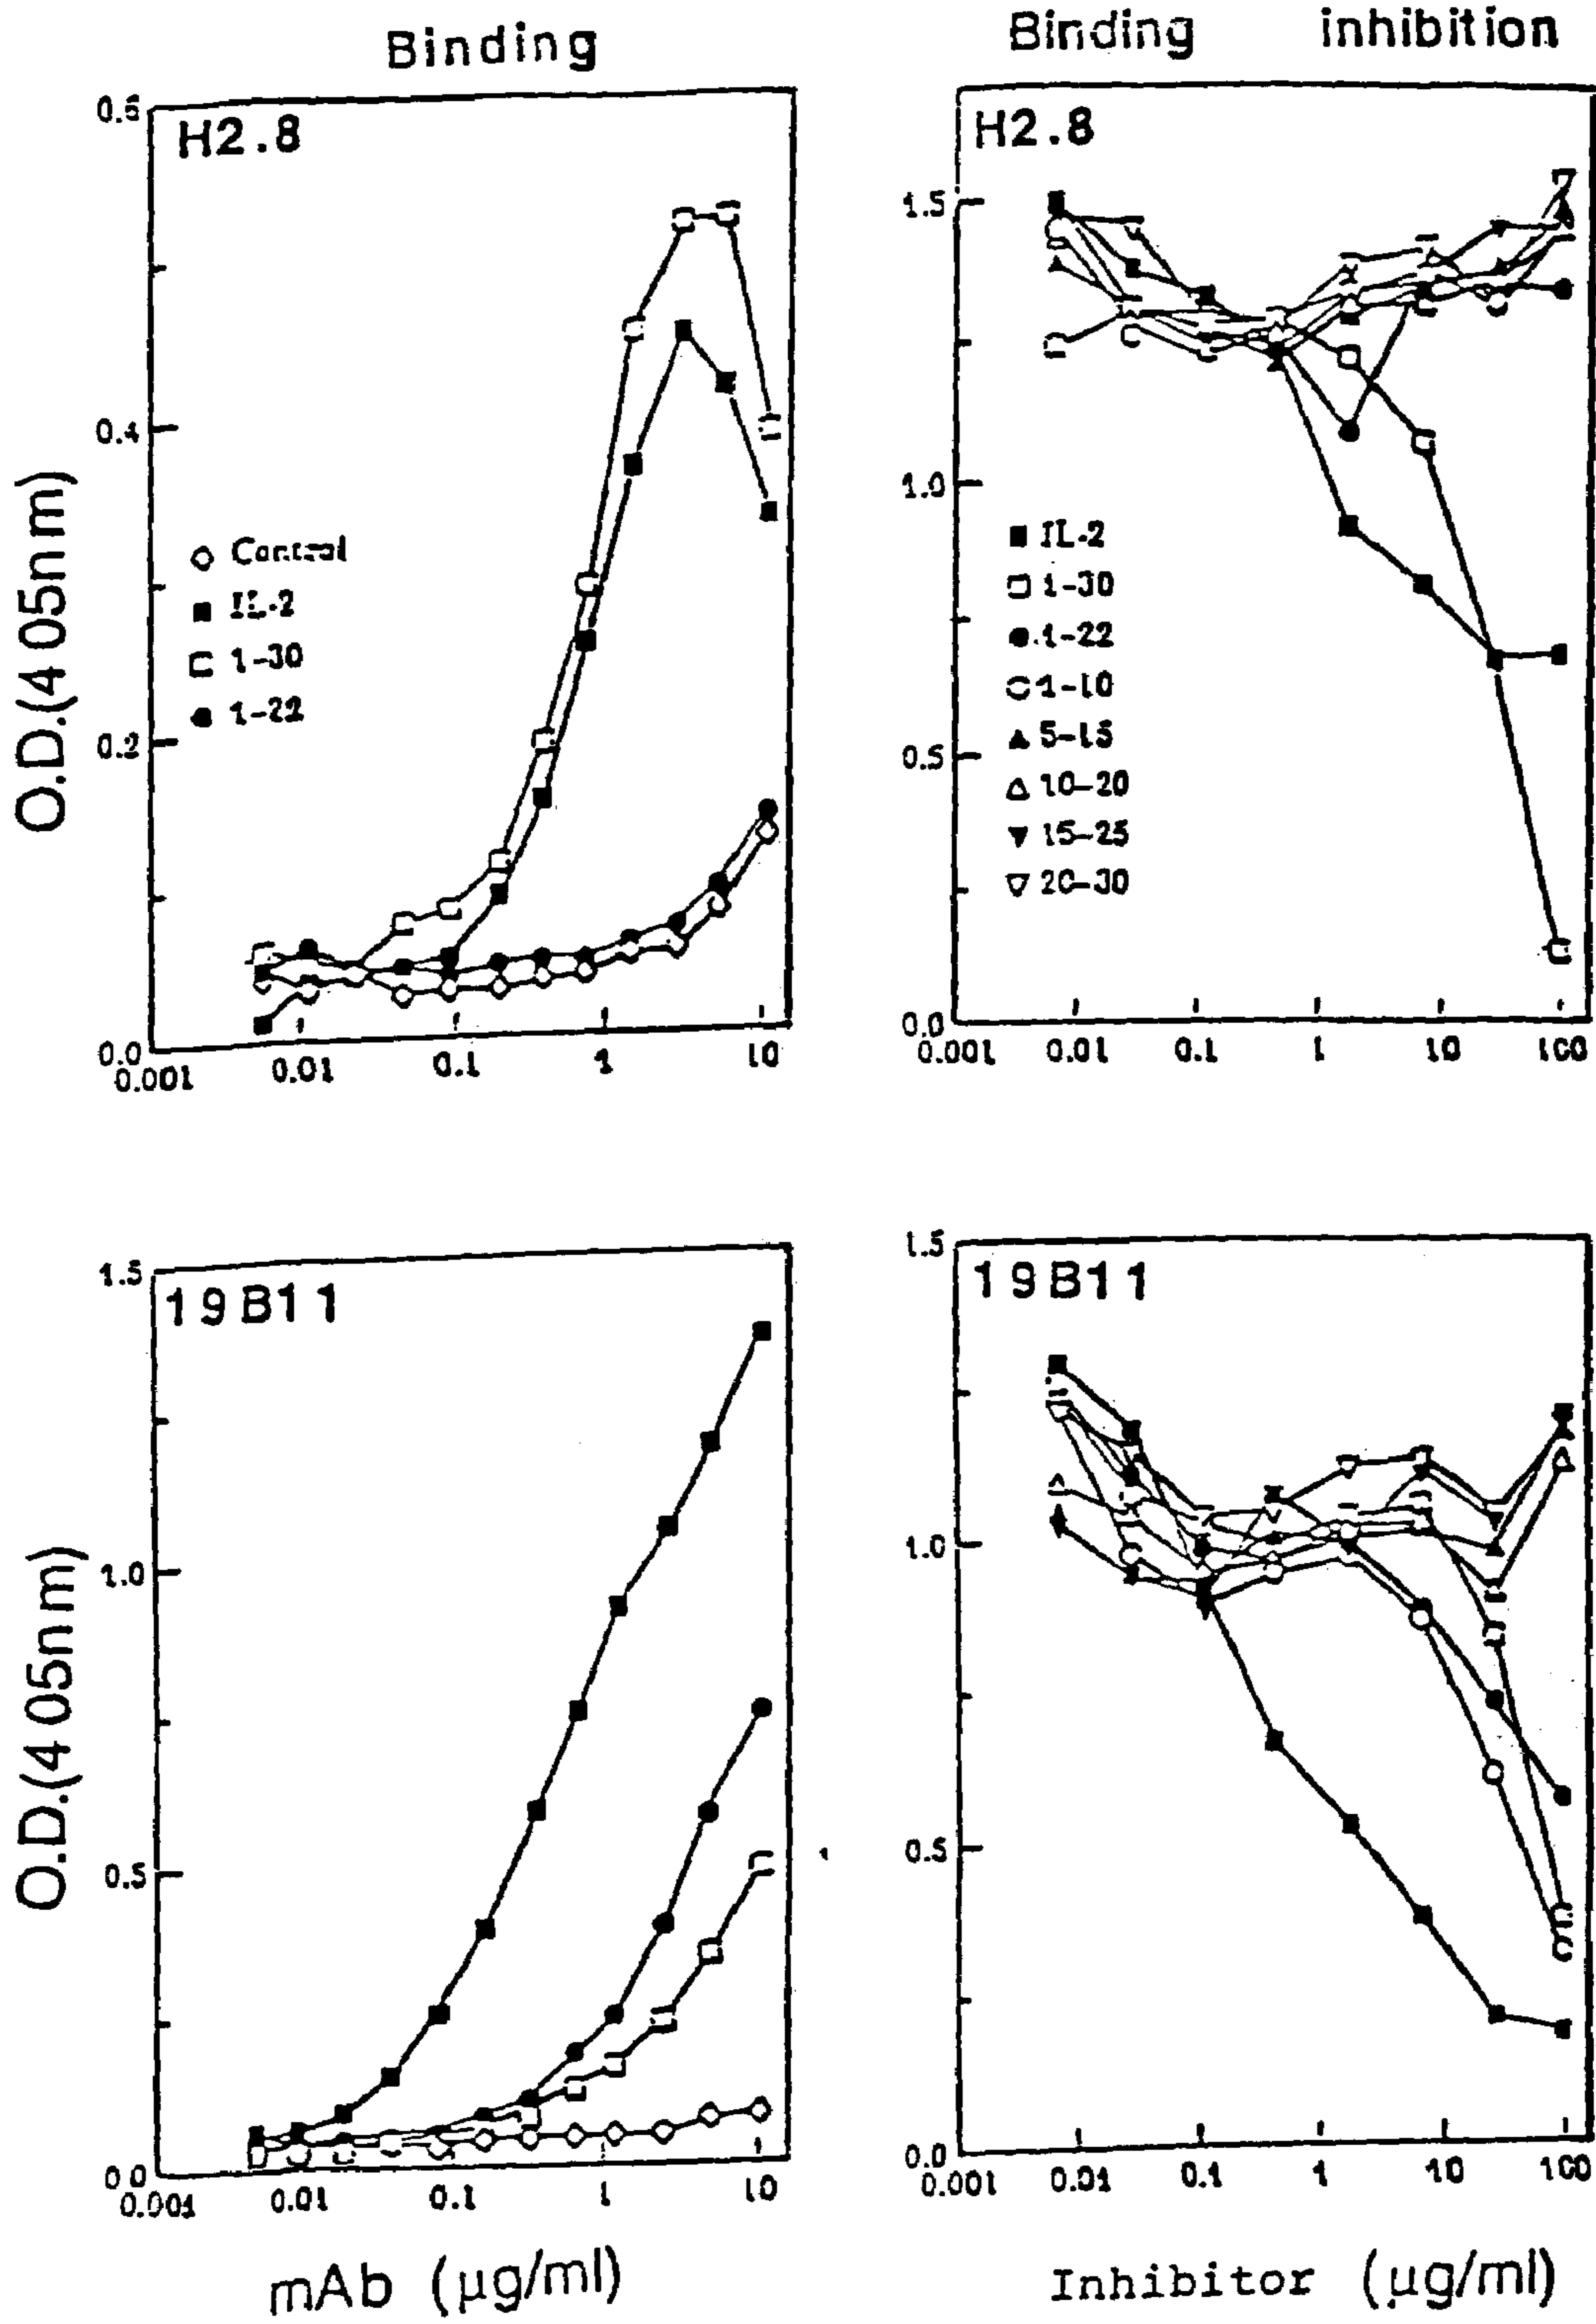 Binding
Binding inhibition
0.5
H2.8
Control
IL-2
1-30
1-22
0.4
0.2
0.0
0.001 0.01 0.1 1 10
O.D.(405nm)
H2.8
1.5
1.0
0.5
0.0
IL-2
1-30
1-22
1-10
5-15
10-20
15-25
20-30
0.001 0.01 0.1 1 10 100
1.5
19B11
1.0
0.5
0.0
0.001 0.01 0.1 1 10
O.D.(405nm)
mAb (µg/ml)
1.5
19B11
1.0
0.5
0.0
0.001 0.01 0.1 1 10 100
Inhibitor (µg/ml)